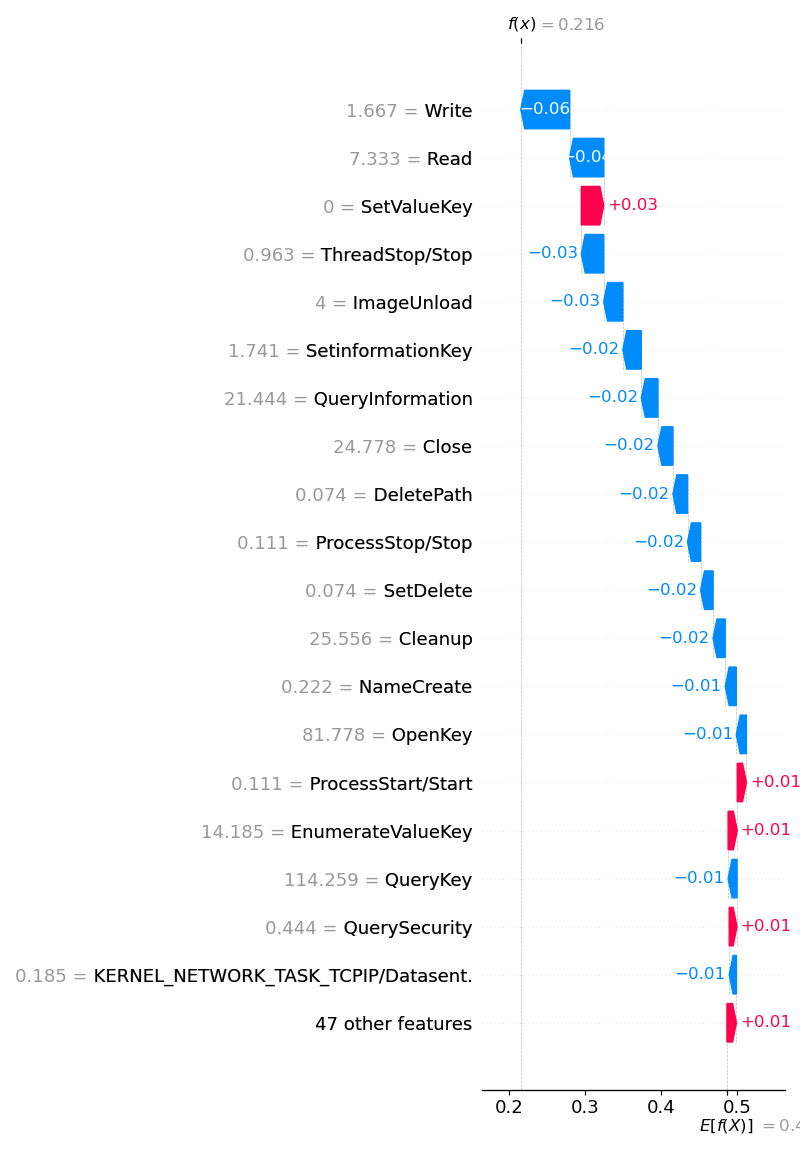 f(x) = 0.216
1.667 = Write −0.06
7.333 = Read −0.04
0 = SetValueKey +0.03
0.963 = ThreadStop/Stop −0.03
4 = ImageUnload −0.03
1.741 = SetinformationKey −0.02
21.444 = QueryInformation −0.02
24.778 = Close −0.02
0.074 = DeletePath −0.02
0.111 = ProcessStop/Stop −0.02
0.074 = SetDelete −0.02
25.556 = Cleanup −0.02
0.222 = NameCreate −0.01
81.778 = OpenKey −0.01
0.111 = ProcessStart/Start +0.01
14.185 = EnumerateValueKey +0.01
114.259 = QueryKey −0.01
0.444 = QuerySecurity +0.01
0.185 = KERNEL_NETWORK_TASK_TCPIP/Datasent. −0.01
47 other features +0.01
0.2 0.3 0.4 0.5
E[f(X)] = 0.4